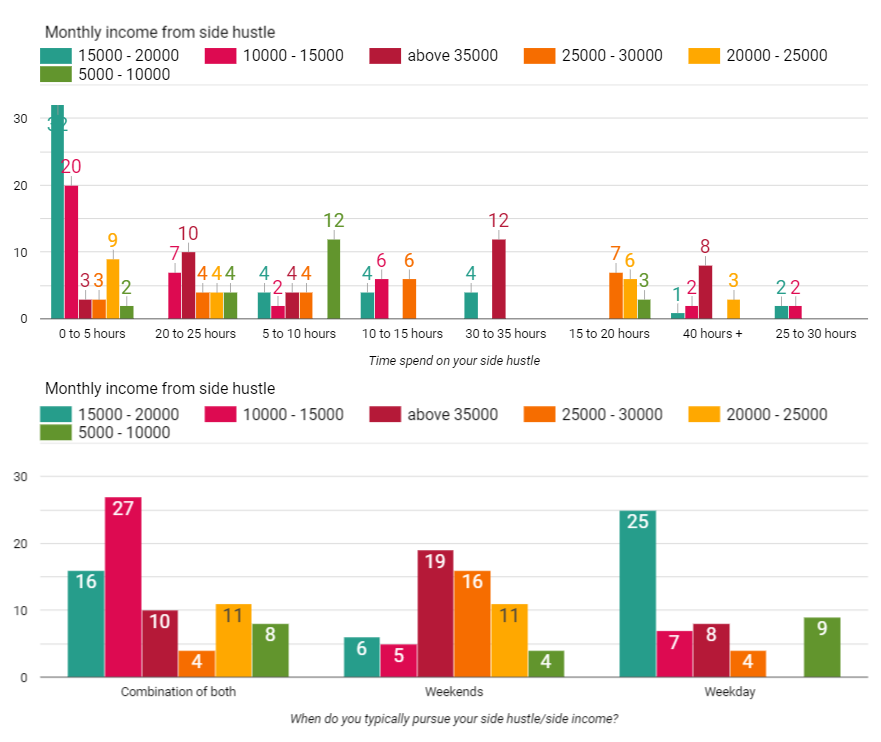 Monthly income from side hustle
15000 - 20000 10000 - 15000 above 35000 25000 - 30000 20000 - 25000
5000 - 10000
30
20
10
0
32 20 3 3 9 2
7 10 4 4 4
4 2 4 4 12
4 6 6
4 12
7 6 3
1 2 8 3
2 2
0 to 5 hours 20 to 25 hours 5 to 10 hours 10 to 15 hours 30 to 35 hours 15 to 20 hours 40 hours + 25 to 30 hours
Time spend on your side hustle
Monthly income from side hustle
15000 - 20000 10000 - 15000 above 35000 25000 - 30000 20000 - 25000
5000 - 10000
30
20
10
0
16 27 10 4 11 8
6 5 19 16 11 4
25 7 8 4 9
Combination of both Weekends Weekday
When do you typically pursue your side hustle/side income?